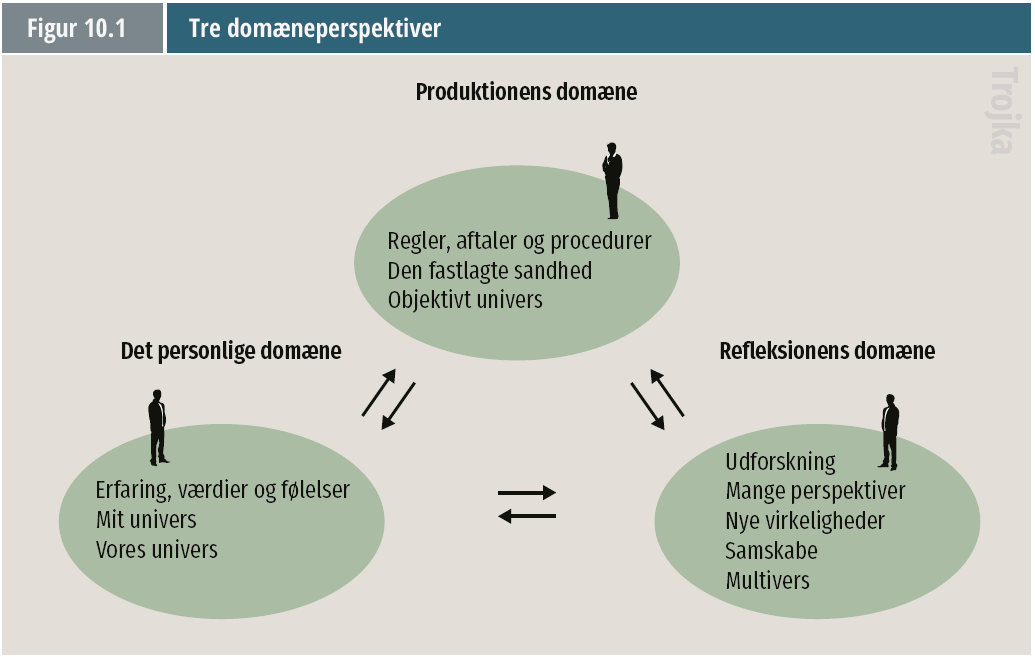 Figur 10.1
Tre domæneperspektiver
Trojka
Produktionens domæne
Regler, aftaler og procedurer
Den fastlagte sandhed
Objektivt univers
Det personlige domæne
Erfaring, værdier og følelser
Mit univers
Vores univers
Refleksionens domæne
Udforskning
Mange perspektiver
Nye virkeligheder
Samskabe
Multivers